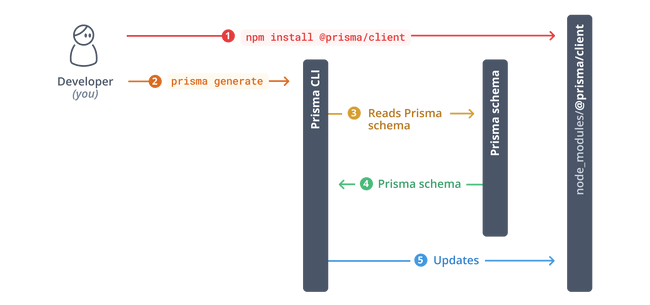 1 npm install @prisma/client
Developer
(you)
2 prisma generate
Prisma CLI
3 Reads Prisma
schema
Prisma schema
4 Prisma schema
5 Updates
node_modules/@prisma/client